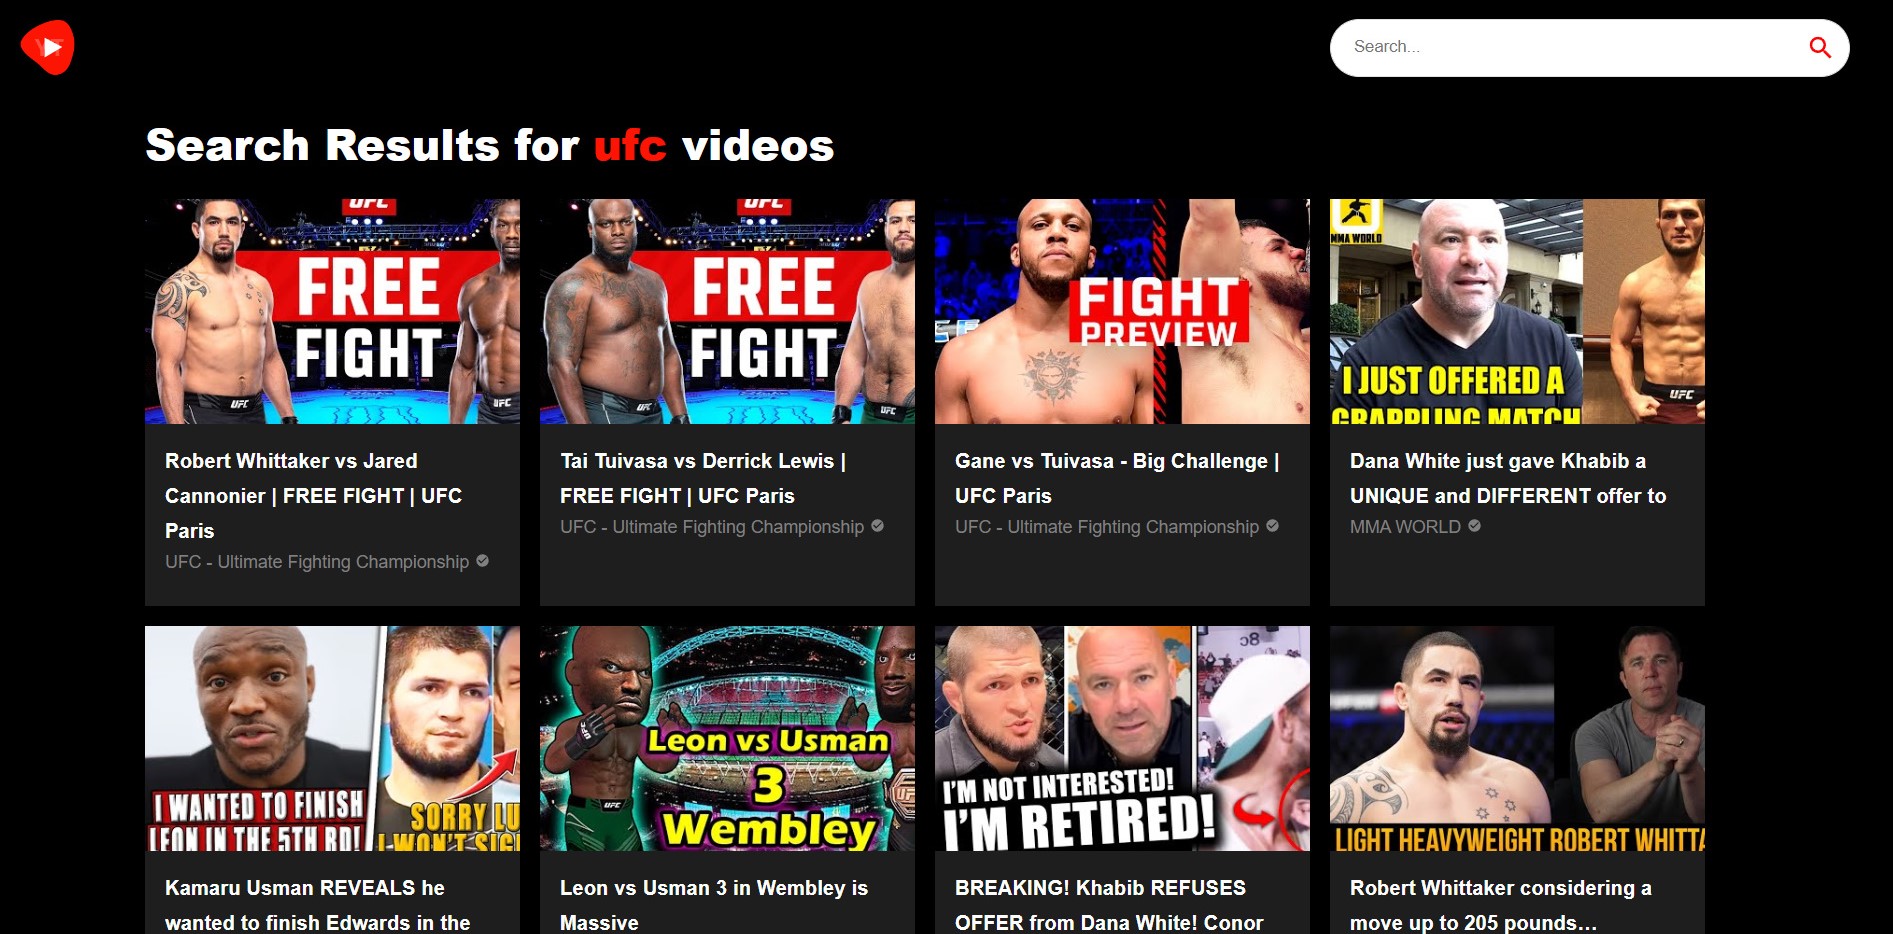 YT
Search...
Search Results for ufc videos
UFC
FREE
FIGHT
UFC
UFC
Robert Whittaker vs Jared
Cannonier | FREE FIGHT | UFC
Paris
UFC - Ultimate Fighting Championship
UFC
FREE
FIGHT
UFC
UFC
Tai Tuivasa vs Derrick Lewis |
FREE FIGHT | UFC Paris
UFC - Ultimate Fighting Championship
FIGHT
PREVIEW
Gane vs Tuivasa - Big Challenge |
UFC Paris
UFC - Ultimate Fighting Championship
MMA WORLD
I JUST OFFERED A
GRAPPLING MATCH
UFC
Dana White just gave Khabib a
UNIQUE and DIFFERENT offer to
MMA WORLD
I WANTED TO FINISH
LEON IN THE 5TH RD!
SORRY LU
I WON'T SIG
Kamaru Usman REVEALS he
wanted to finish Edwards in the
Leon vs Usman
3
Wembley
UFC
UFC
Leon vs Usman 3 in Wembley is
Massive
I'M NOT INTERESTED!
I'M RETIRED!
BREAKING! Khabib REFUSES
OFFER from Dana White! Conor
LIGHT HEAVYWEIGHT ROBERT WHITTA
Robert Whittaker considering a
move up to 205 pounds…